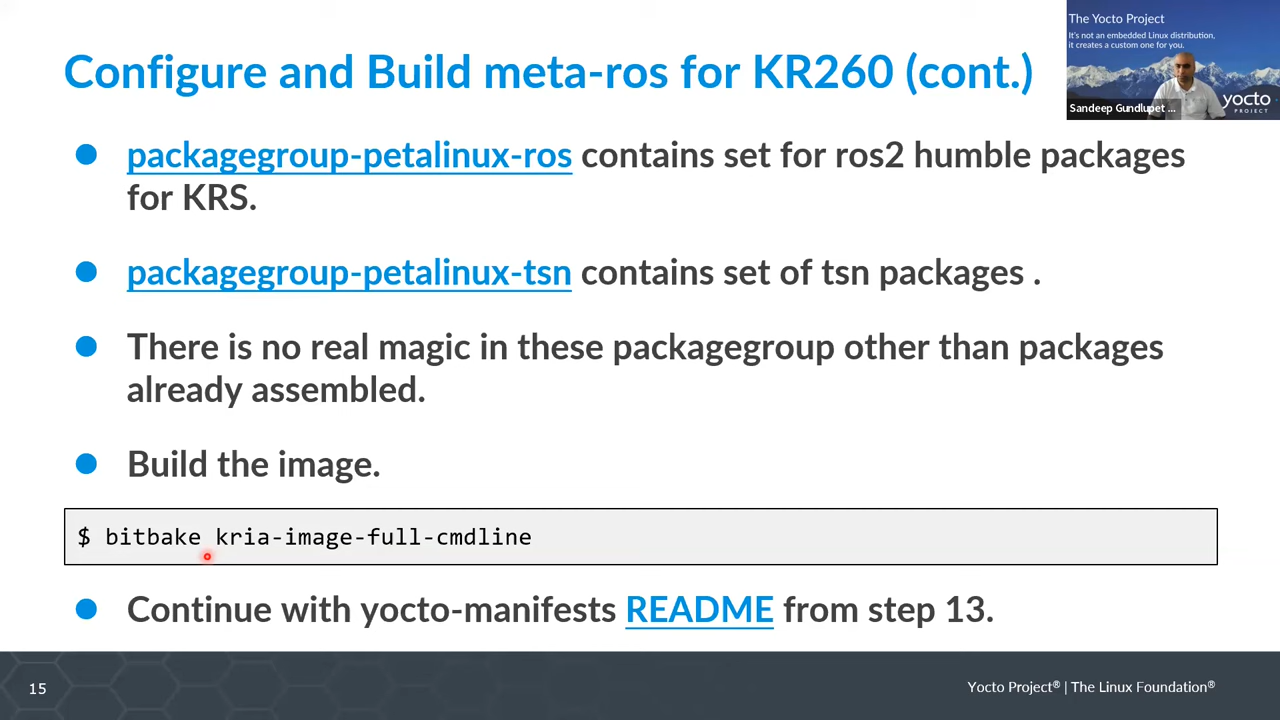 The Yocto Project
It's not an embedded Linux distribution,
it creates a custom one for you.
Sandeep Gundlupet ...
yocto
PROJECT
Configure and Build meta-ros for KR260 (cont.)
packagegroup-petalinux-ros contains set for ros2 humble packages
for KRS.
packagegroup-petalinux-tsn contains set of tsn packages .
There is no real magic in these packagegroup other than packages
already assembled.
Build the image.
$ bitbake kria-image-full-cmdline
Continue with yocto-manifests README from step 13.
15
Yocto Project® | The Linux Foundation®